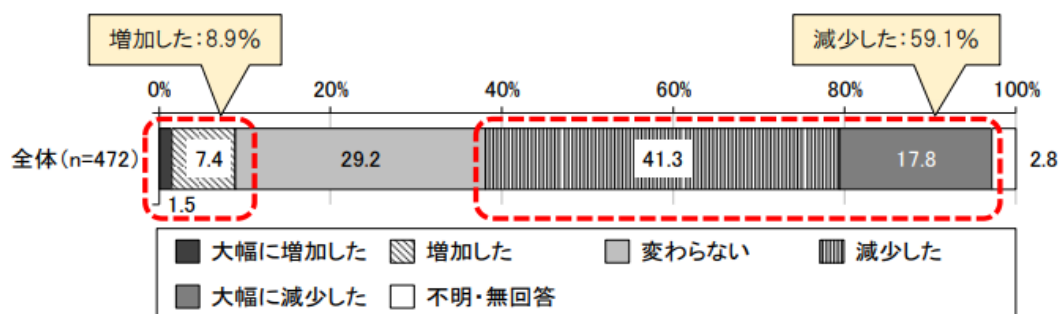 増加した:8.9%
減少した:59.1%
0%
20%
40%
60%
80%
100%
全体(n=472)
7.4
29.2
41.3
17.8
2.8
1.5
大幅に増加した
増加した
変わらない
減少した
大幅に減少した
不明・無回答